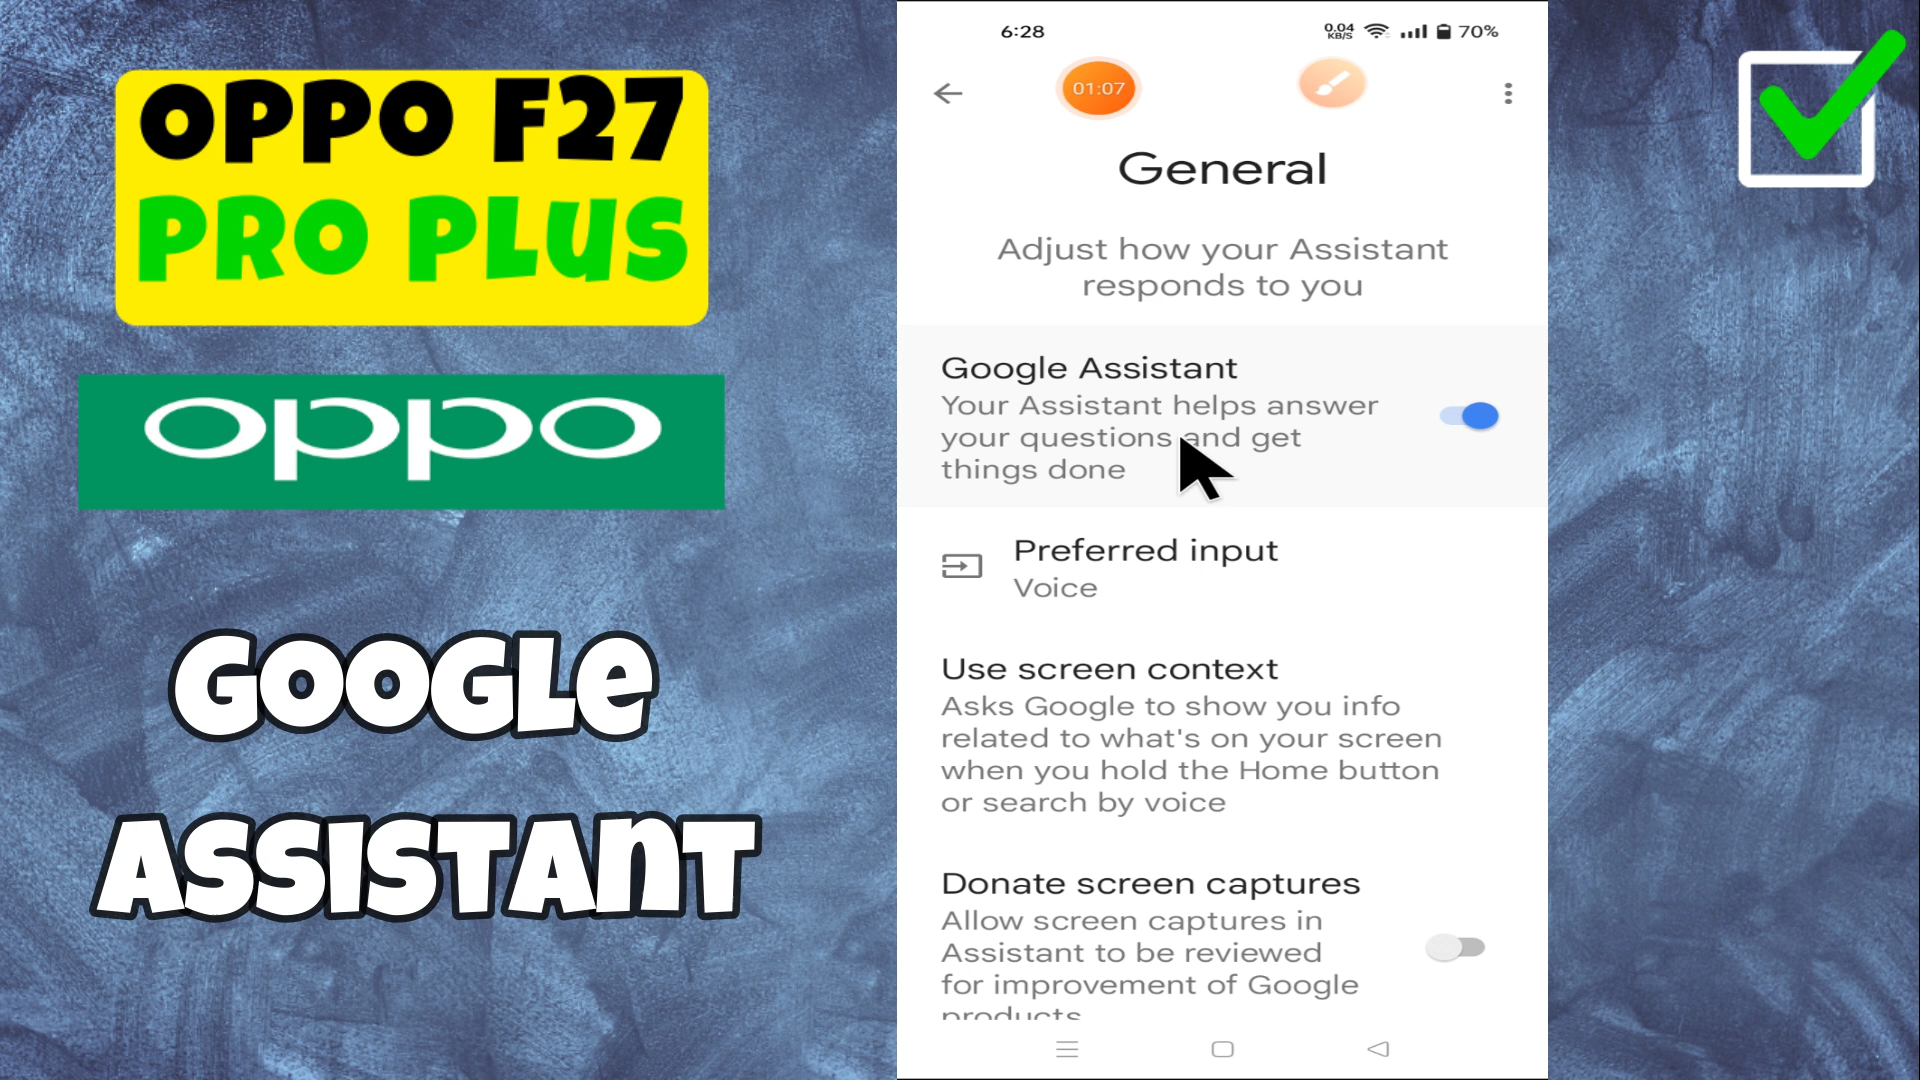 OPPO F27
PRO PLUS
oppo
GOOGLE
ASSISTANT
6:28
0.04
KB/S
70%
01:07
General
Adjust how your Assistant
responds to you
Google Assistant
Your Assistant helps answer
your questions and get
things done
Preferred input
Voice
Use screen context
Asks Google to show you info
related to what's on your screen
when you hold the Home button
or search by voice
Donate screen captures
Allow screen captures in
Assistant to be reviewed
for improvement of Google
products